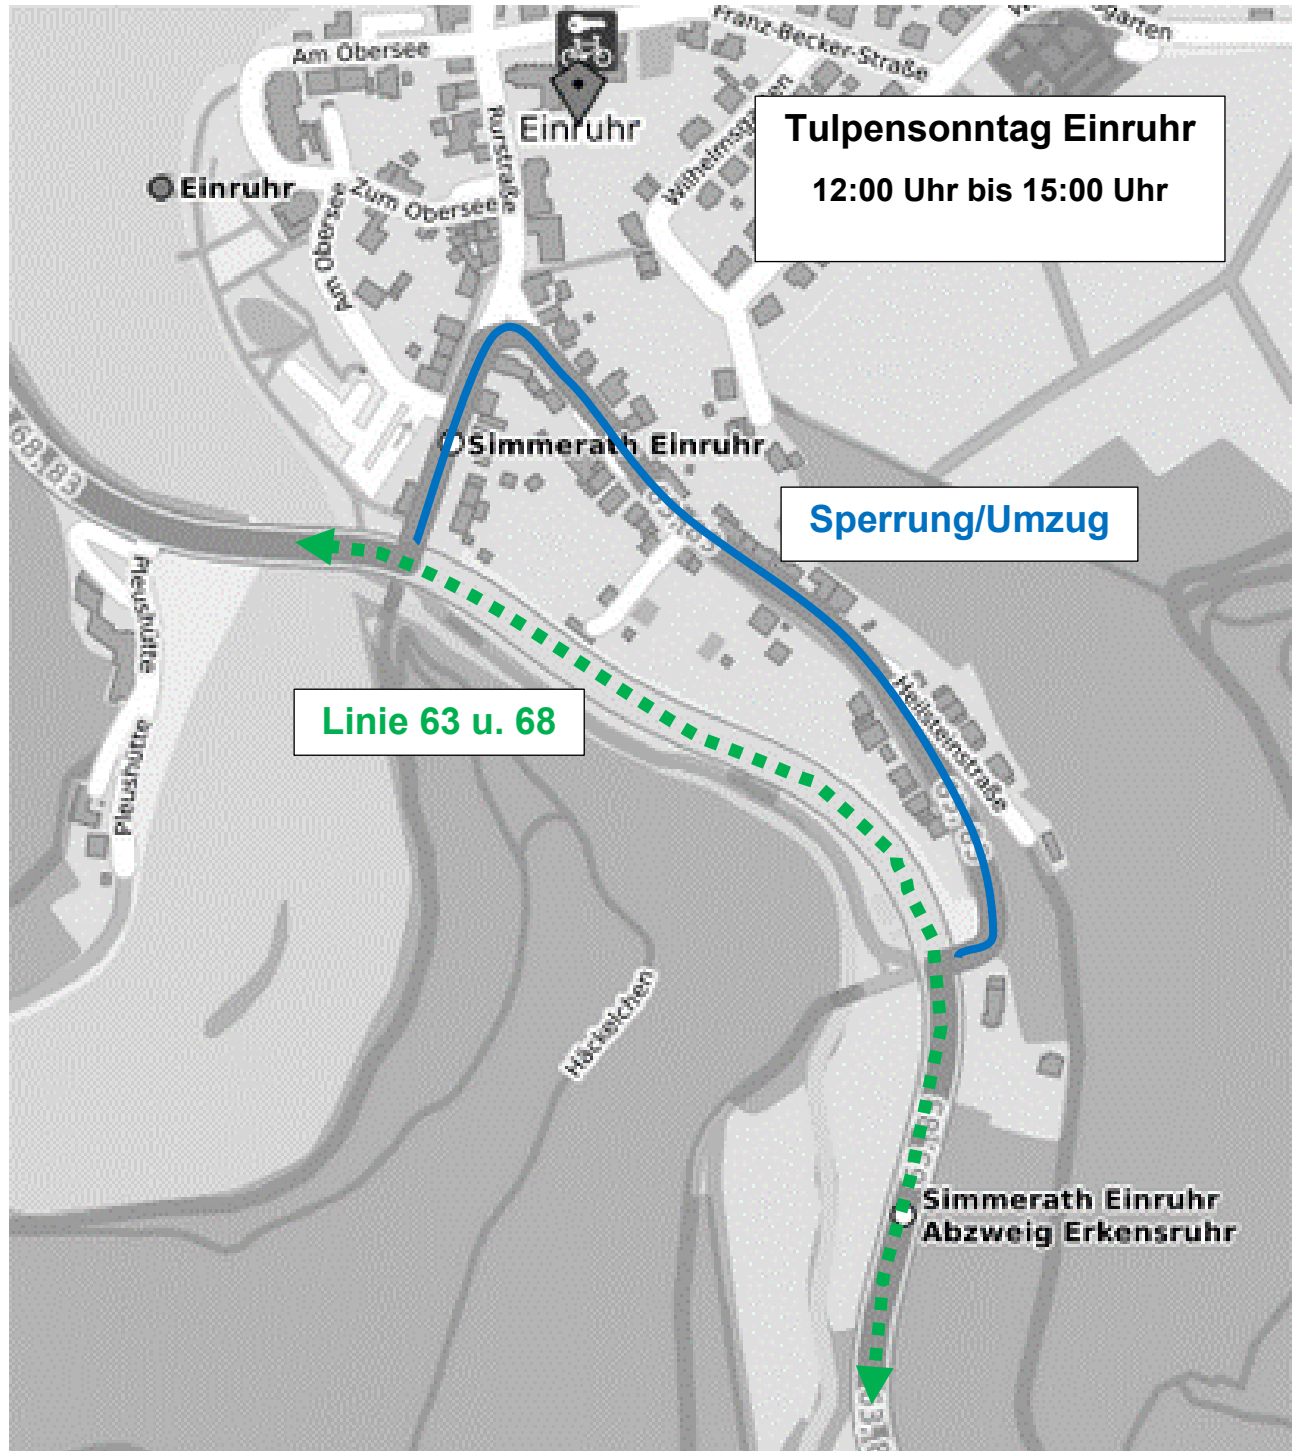 Am Obersee
Franz-Becker-Straße
Einruhr
Tulpensonntag Einruhr
12:00 Uhr bis 15:00 Uhr
Rurstraße
Einruhr
Zum Obersee
Am Obersee
Simmerath Einruhr
Sperrung/Umzug
Pleushütte
Linie 63 u. 68
Heilsteinstraße
Pleushütte
Häckelchen
Simmerath Einruhr
Abzweig Erkensruhr